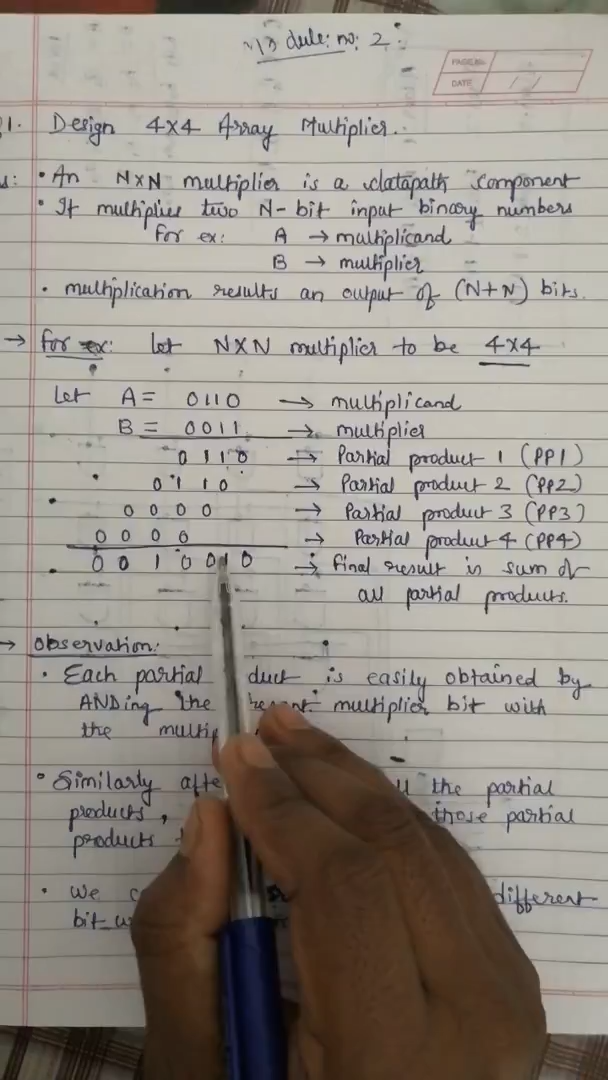 dule: no: 2.
PAGE No.
DATE / /
Q1. Design 4x4 Array Multiplier.
• An NxN multiplier is a datapath component
• It multiplies two N-bit input binary numbers
for ex: A → multiplicand
B → multiplier
• multiplication results an output of (N+N) bits.
→ for ex: let NXN multiplier to be 4x4
Let A = 0110 → multiplicand
B = 0011 → multiplier
0110 → Partial product 1 (PP1)
0110 → Partial product 2 (PP2)
0000 → Partial product 3 (PP3)
0000 → Partial product 4 (PP4)
0010010 → final result is sum of
all partial products.
→ Observation:
• Each partial duct is easily obtained by
ANDing the multiplier bit with
the
• Similarly the partial
products, those partial
products
• we different